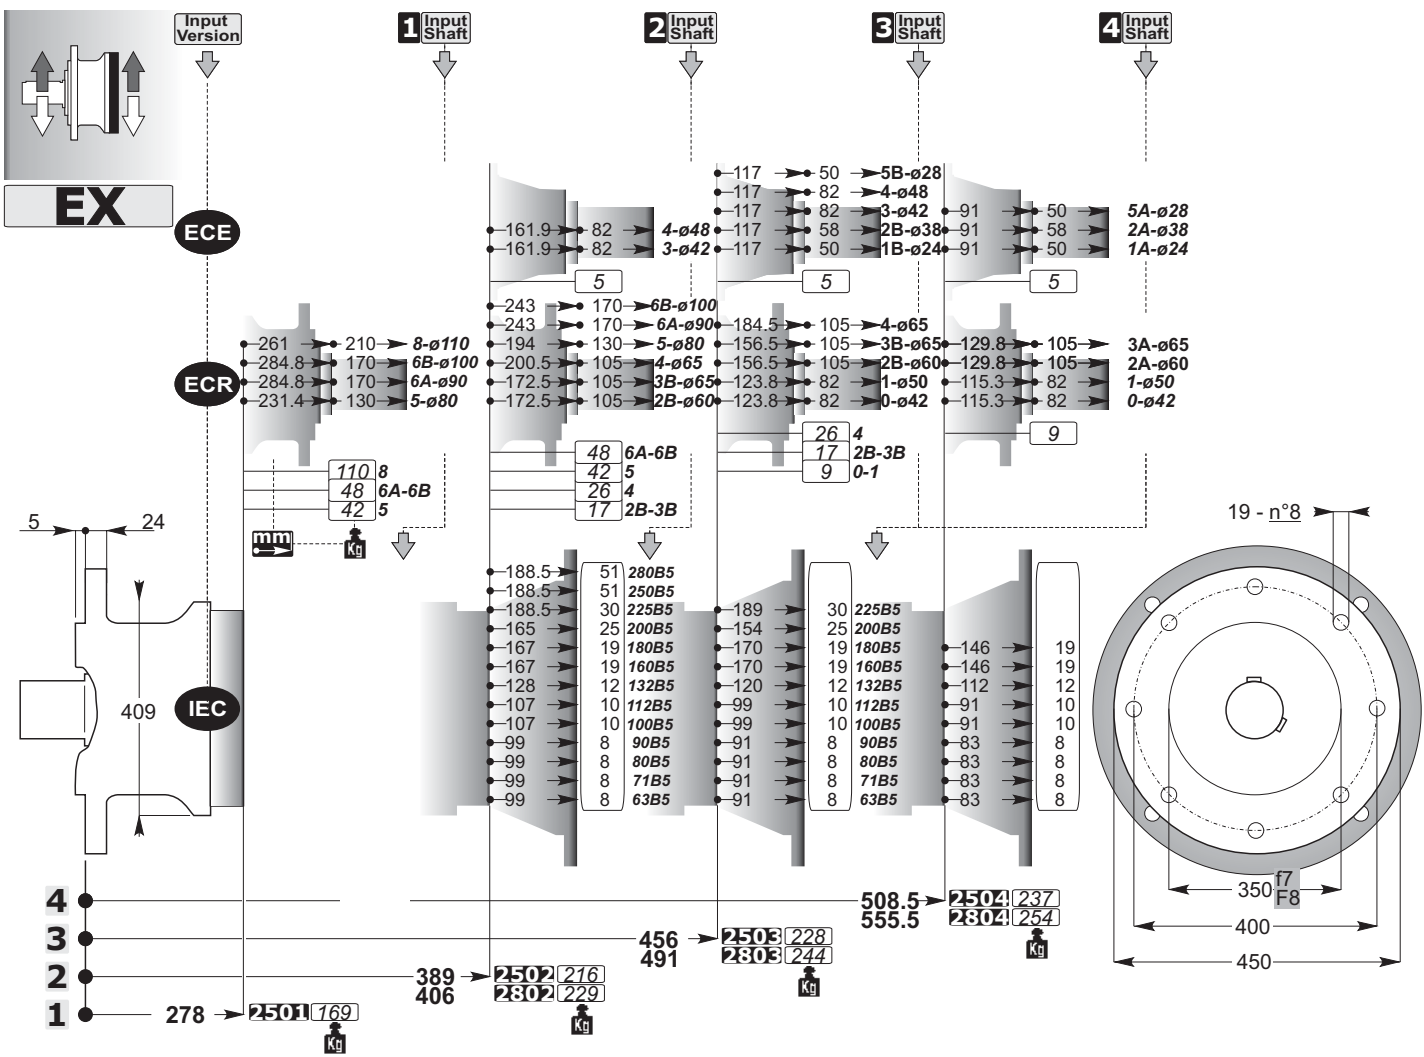 Input Version
1 Input Shaft
2 Input Shaft
3 Input Shaft
4 Input Shaft
EX
ECE
161.9 82 4-ø48
161.9 82 3-ø42
5
117 50 5B-ø28
117 82 4-ø48
117 82 3-ø42
117 58 2B-ø38
117 50 1B-ø24
5
91 50 5A-ø28
91 58 2A-ø38
91 50 1A-ø24
5
ECR
261 210 8-ø110
284.8 170 6B-ø100
284.8 170 6A-ø90
231.4 130 5-ø80
110 8
48 6A-6B
42 5
mm
Kg
243 170 6B-ø100
243 170 6A-ø90
194 130 5-ø80
200.5 105 4-ø65
172.5 105 3B-ø65
172.5 105 2B-ø60
48 6A-6B
42 5
26 4
17 2B-3B
184.5 105 4-ø65
156.5 105 3B-ø65
156.5 105 2B-ø60
123.8 82 1-ø50
123.8 82 0-ø42
26 4
17 2B-3B
9 0-1
129.8 105 3A-ø65
129.8 105 2A-ø60
115.3 82 1-ø50
115.3 82 0-ø42
9
5 24
409
IEC
188.5 51 280B5
188.5 51 250B5
188.5 30 225B5
165 25 200B5
167 19 180B5
167 19 160B5
128 12 132B5
107 10 112B5
107 10 100B5
99 8 90B5
99 8 80B5
99 8 71B5
99 8 63B5
189 30 225B5
154 25 200B5
170 19 180B5
170 19 160B5
120 12 132B5
99 10 112B5
99 10 100B5
91 8 90B5
91 8 80B5
91 8 71B5
91 8 63B5
146 19
146 19
112 12
91 10
91 10
83 8
83 8
83 8
83 8
19 - n°8
350 f7 F8
400
450
4 508.5 2504 237
555.5 2804 254
Kg
3 456 2503 228
491 2803 244
Kg
2 389 2502 216
406 2802 229
Kg
1 278 2501 169
Kg